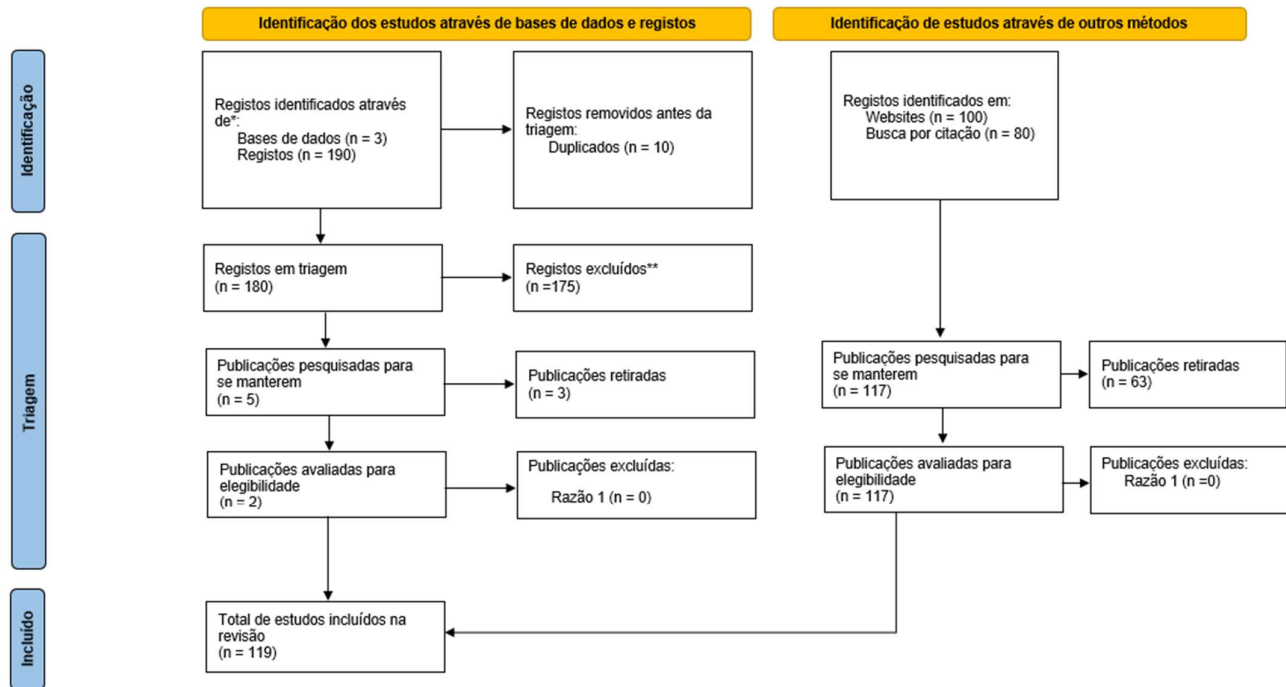 Identificação dos estudos através de bases de dados e registos
Identificação de estudos através de outros métodos
Identificação
Registos identificados através
de*:
Bases de dados (n = 3)
Registos (n = 190)
Registos removidos antes da
triagem:
Duplicados (n = 10)
Registos identificados em:
Websites (n = 100)
Busca por citação (n = 80)
Triagem
Registos em triagem
(n = 180)
Registos excluídos**
(n =175)
Publicações pesquisadas para
se manterem
(n = 5)
Publicações retiradas
(n = 3)
Publicações pesquisadas para
se manterem
(n = 117)
Publicações retiradas
(n = 63)
Publicações avaliadas para
elegibilidade
(n = 2)
Publicações excluídas:
Razão 1 (n = 0)
Publicações avaliadas para
elegibilidade
(n = 117)
Publicações excluídas:
Razão 1 (n =0)
Incluído
Total de estudos incluídos na
revisão
(n = 119)